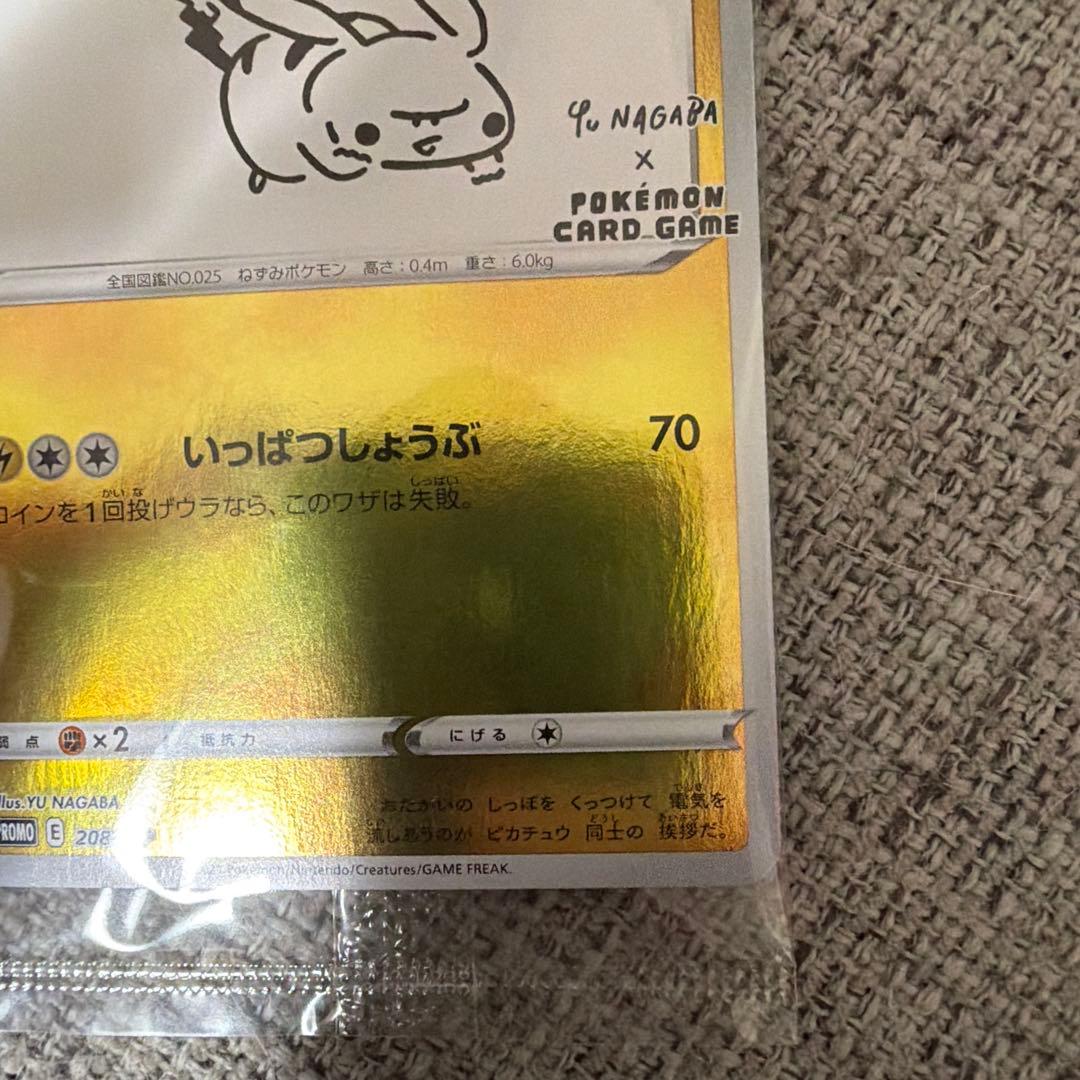 Yu NAGABA
×
POKÉMON
CARD GAME
全国図鑑NO.025 ねずみポケモン 高さ：0.4m 重さ：6.0kg
いっぱつしょうぶ 70
コインを1回投げウラなら、このワザは失敗。
弱点 ×2 抵抗力 にげる
Illus.YU NAGABA
PROMO E 208
おたがいの しっぽを くっつけて 電気を
流しあうのが ピカチュウ 同士の 挨拶だ。
Pokémon/Nintendo/Creatures/GAME FREAK.